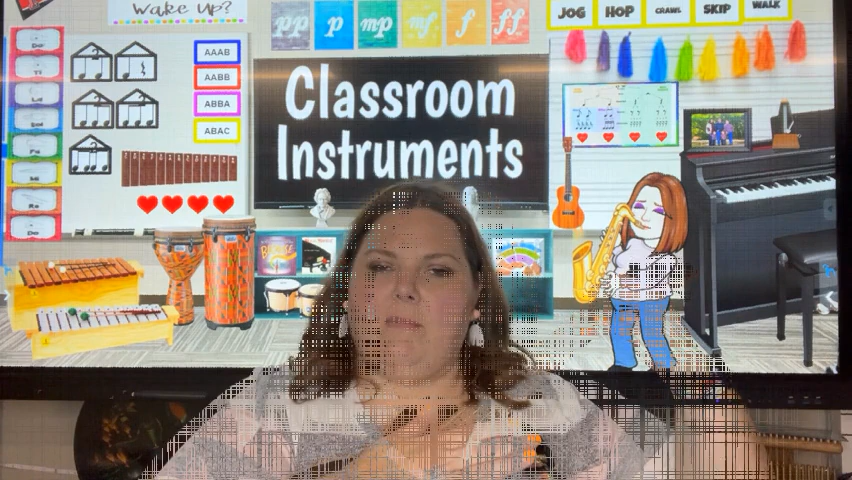 Wake Up?
pp
p
mp
mf
f
ff
JOG
HOP
CRAWL
SKIP
WALK
Do
Ti
La
Sol
Fa
Mi
Re
Do
AAAB
AABB
ABBA
ABAC
Classroom
Instruments